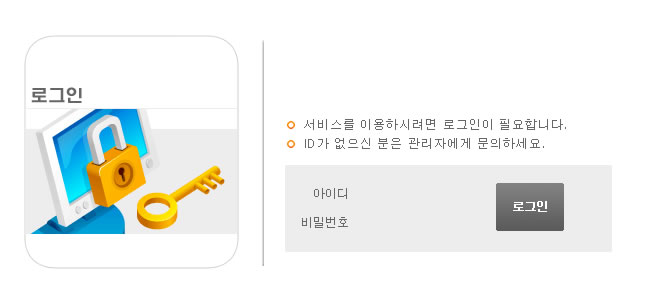 로그인
서비스를 이용하시려면 로그인이 필요합니다.
ID가 없으신 분은 관리자에게 문의하세요.
아이디
로그인
비밀번호